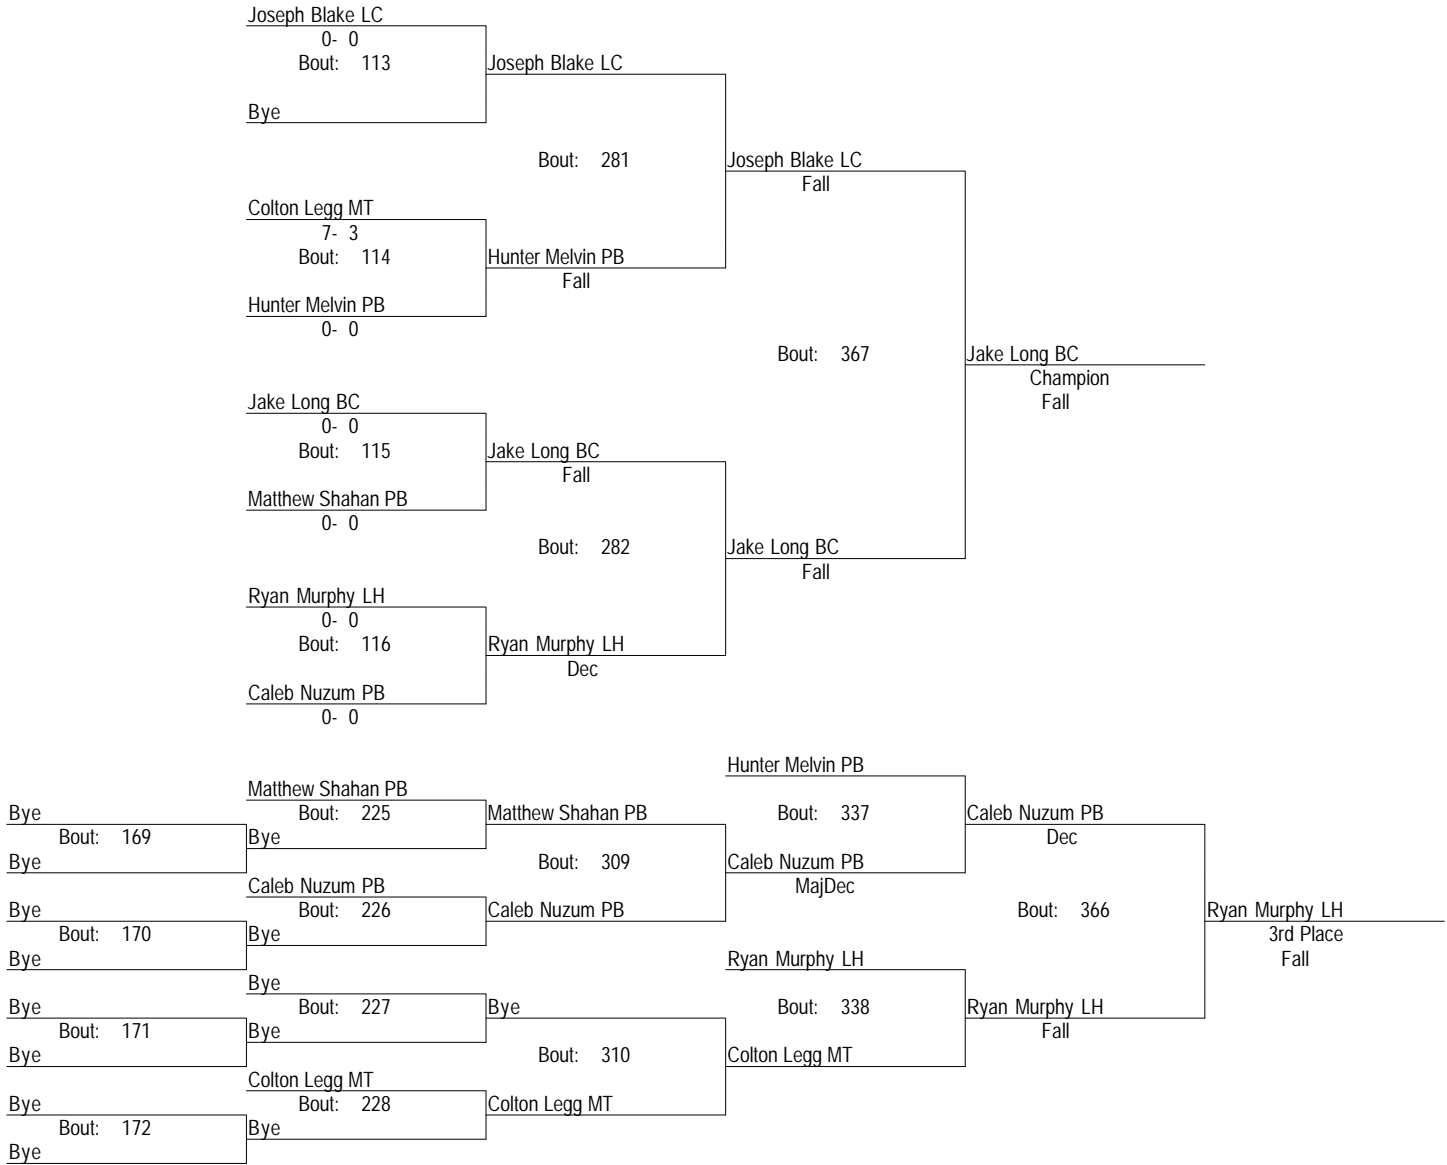 Joseph Blake LC
0- 0
Bout: 113
Joseph Blake LC
Bye
Bout: 281
Joseph Blake LC
Fall
Colton Legg MT
7- 3
Bout: 114
Hunter Melvin PB
Fall
Hunter Melvin PB
0- 0
Bout: 367
Jake Long BC
Champion
Fall
Jake Long BC
0- 0
Bout: 115
Jake Long BC
Fall
Matthew Shahan PB
0- 0
Bout: 282
Jake Long BC
Fall
Ryan Murphy LH
0- 0
Bout: 116
Ryan Murphy LH
Dec
Caleb Nuzum PB
0- 0
Hunter Melvin PB
Matthew Shahan PB
Bye
Bout: 225
Matthew Shahan PB
Bout: 337
Caleb Nuzum PB
Bout: 169
Bye
Dec
Bye
Bout: 309
Caleb Nuzum PB
Caleb Nuzum PB
MajDec
Bye
Bout: 226
Caleb Nuzum PB
Bout: 366
Ryan Murphy LH
Bout: 170
Bye
3rd Place
Bye
Ryan Murphy LH
Fall
Bye
Bye
Bout: 227
Bye
Bout: 338
Ryan Murphy LH
Bout: 171
Bye
Fall
Bye
Bout: 310
Colton Legg MT
Colton Legg MT
Bye
Bout: 228
Colton Legg MT
Bout: 172
Bye
Bye